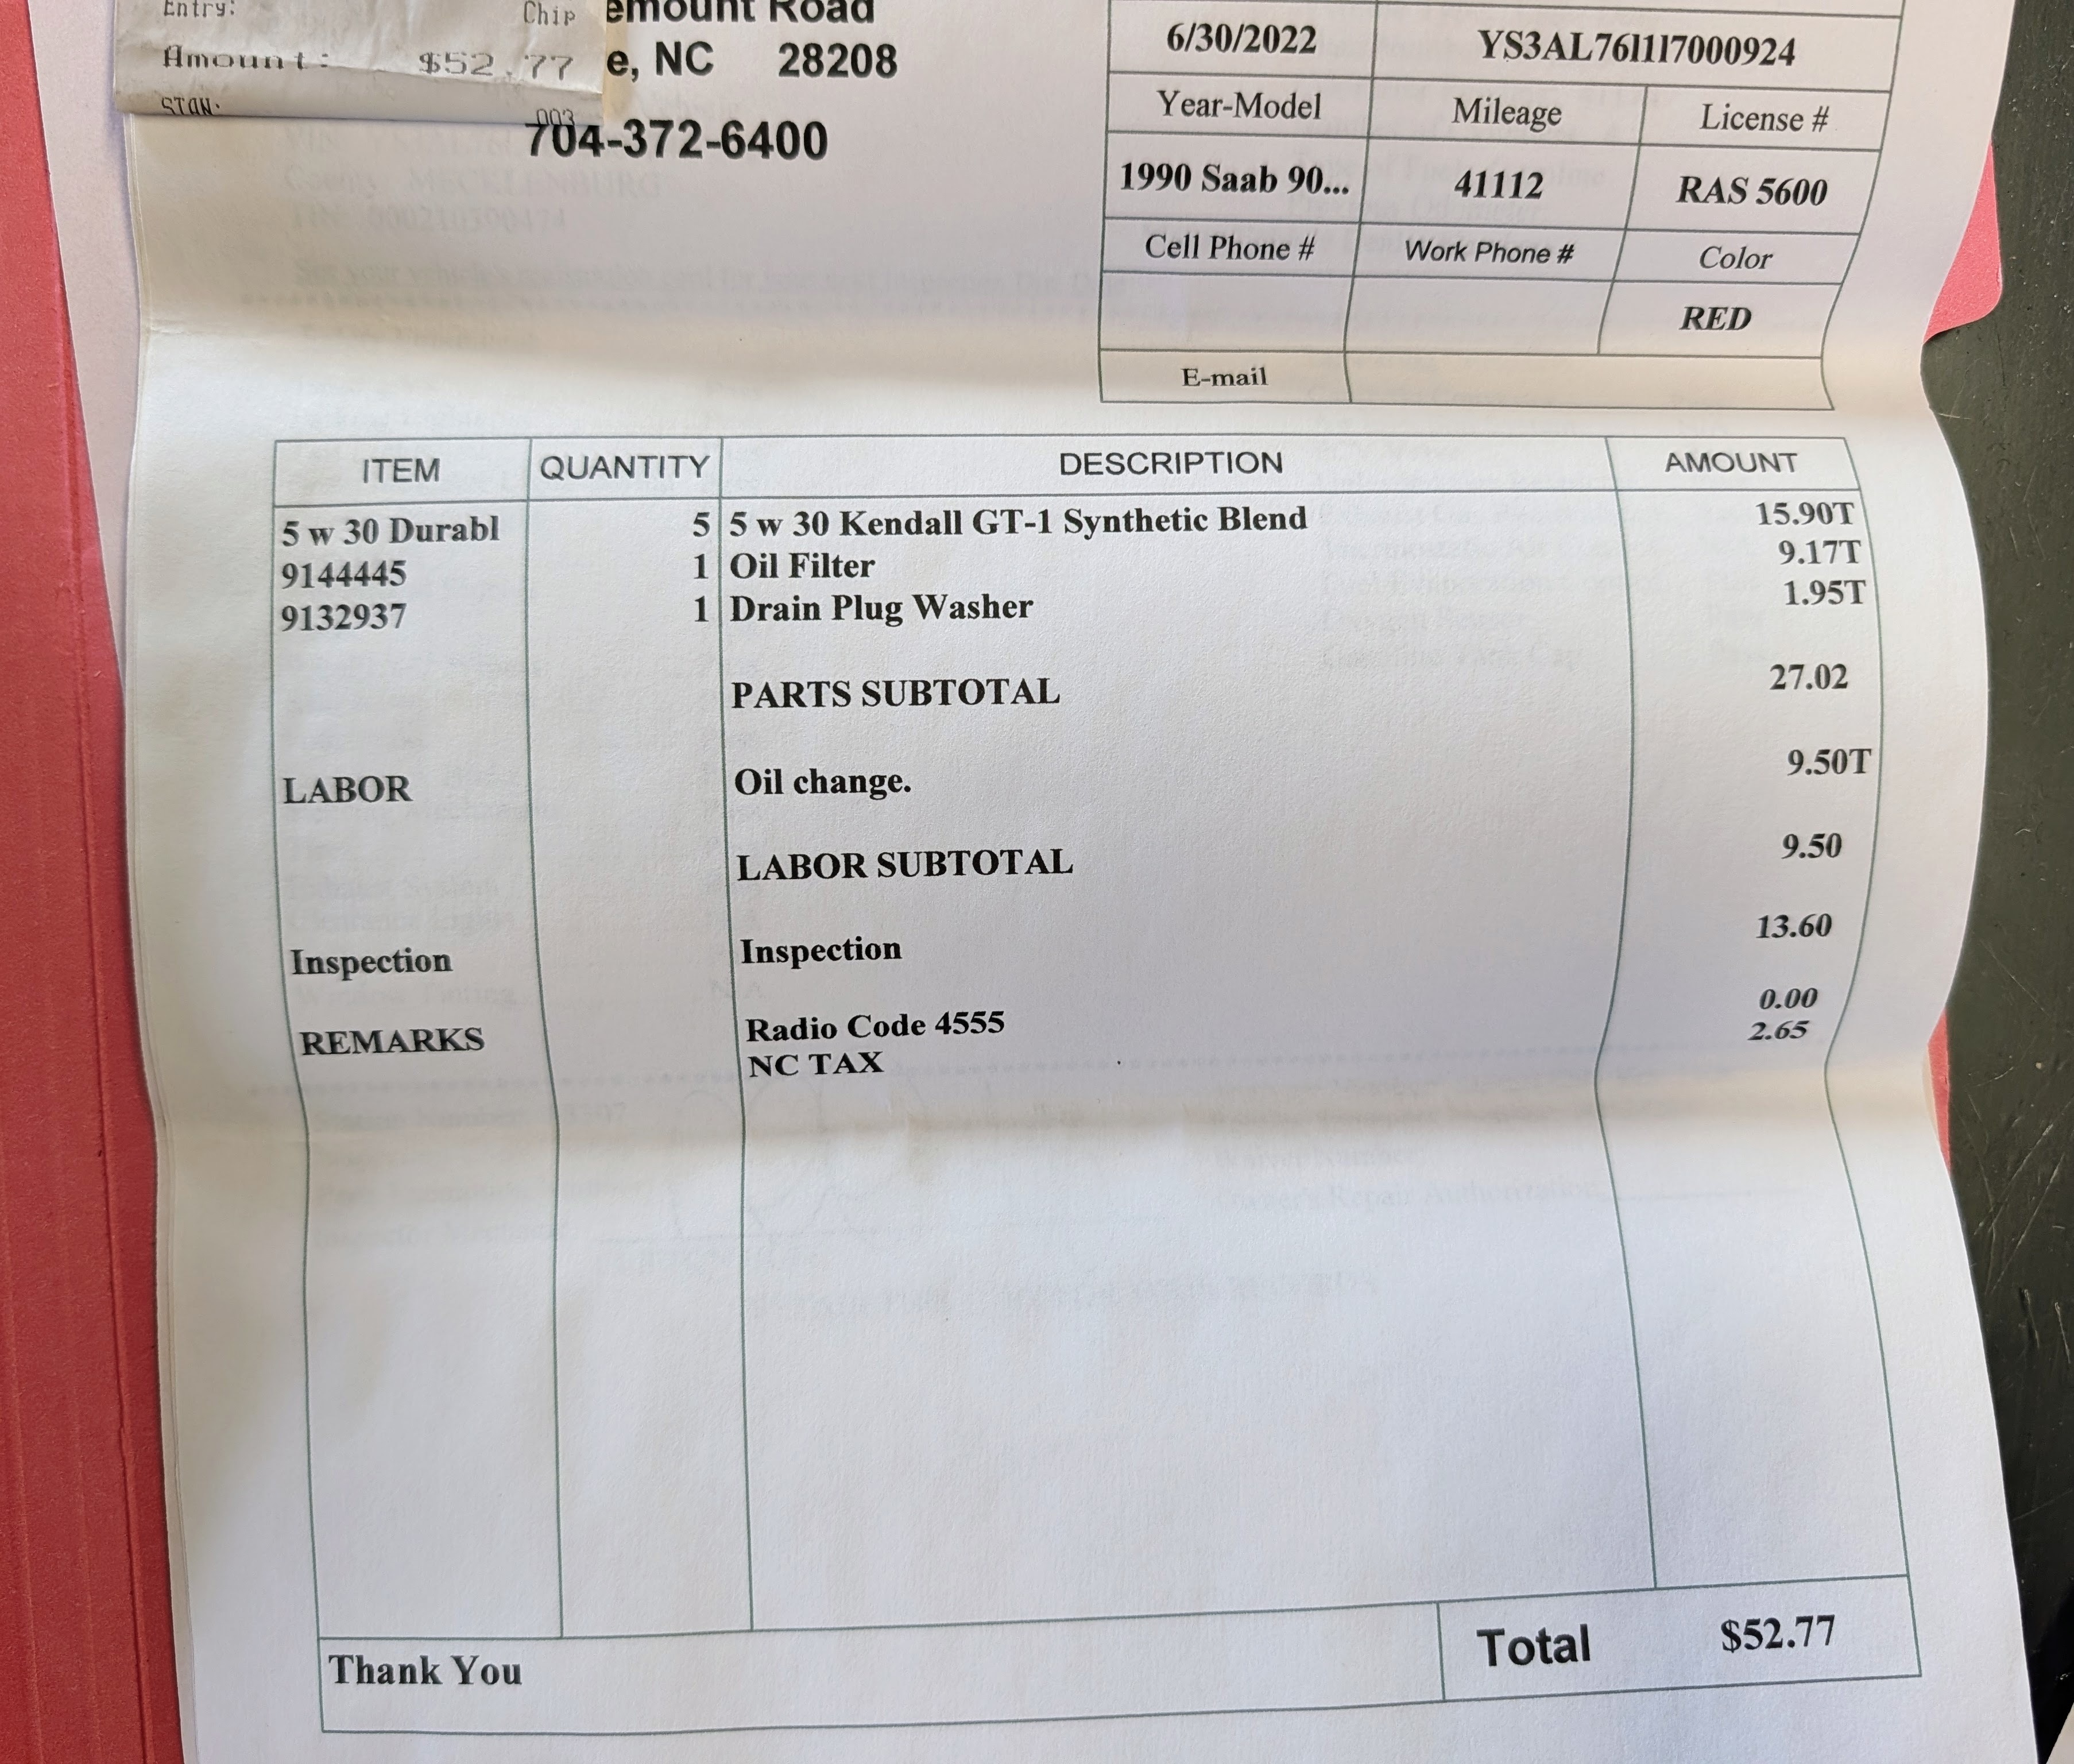 Entry: Chip
Amount: $52.77
STAN: 003
emount Road
e, NC 28208
704-372-6400
6/30/2022 YS3AL76l1l7000924
Year-Model Mileage License #
1990 Saab 90... 41112 RAS 5600
Cell Phone # Work Phone # Color
RED
E-mail
ITEM QUANTITY DESCRIPTION AMOUNT
5 w 30 Durabl 5 5 w 30 Kendall GT-1 Synthetic Blend 15.90T
9144445 1 Oil Filter 9.17T
9132937 1 Drain Plug Washer 1.95T
PARTS SUBTOTAL 27.02
LABOR Oil change. 9.50T
LABOR SUBTOTAL 9.50
Inspection Inspection 13.60
REMARKS Radio Code 4555 0.00
NC TAX 2.65
Thank You Total $52.77